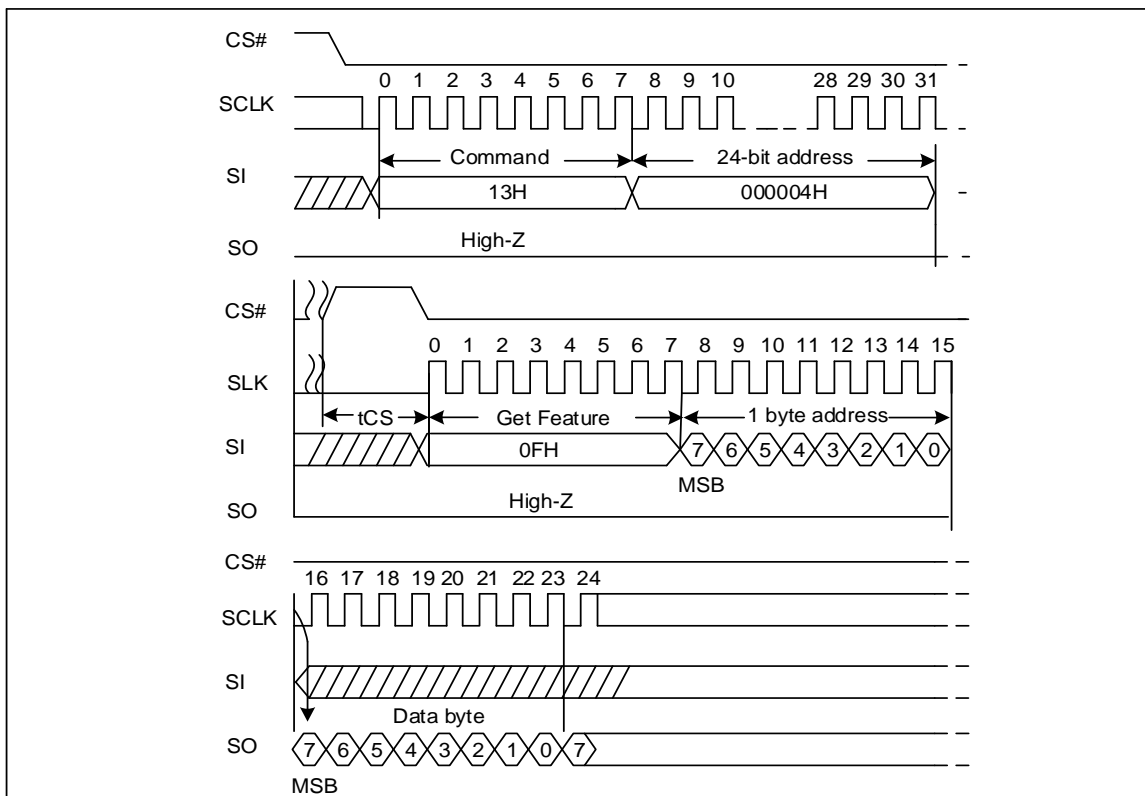 CS#
0 1 2 3 4 5 6 7 8 9 10 28 29 30 31
SCLK
Command 24-bit address
SI
13H 000004H
High-Z
SO
CS#
0 1 2 3 4 5 6 7 8 9 10 11 12 13 14 15
SLK
tCS Get Feature 1 byte address
SI
0FH 7 6 5 4 3 2 1 0
MSB
High-Z
SO
CS#
16 17 18 19 20 21 22 23 24
SCLK
SI
Data byte
SO
7 6 5 4 3 2 1 0 7
MSB